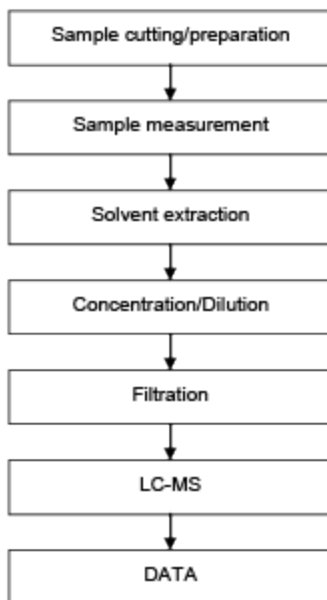 Sample cutting/preparation
Sample measurement
Solvent extraction
Concentration/Dilution
Filtration
LC-MS
DATA